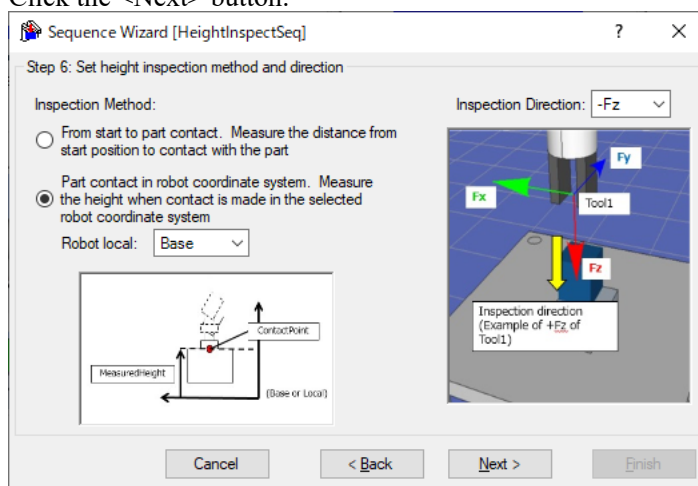 Click the <Next> button.
Sequence Wizard [HeightInspectSeq]
?
Step 6: Set height inspection method and direction
Inspection Method:
From start to part contact. Measure the distance from
start position to contact with the part
Part contact in robot coordinate system. Measure
the height when contact is made in the selected
robot coordinate system
Robot local: Base
ContactPoint
MeasuredHeight
(Base or Local)
Inspection Direction: -Fz
Fy
Fx
Tool1
Fz
Inspection direction
(Example of +Fz of
Tool1)
Cancel
< Back
Next >
Finish